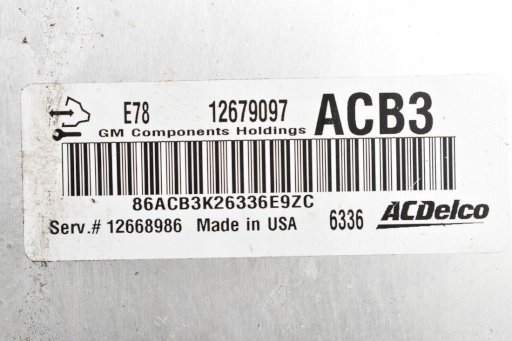 E78 12679097 ACB3
GM Components Holdings
86ACB3K26336E9ZC
Serv.# 12668986 Made in USA 6336 ACDelco